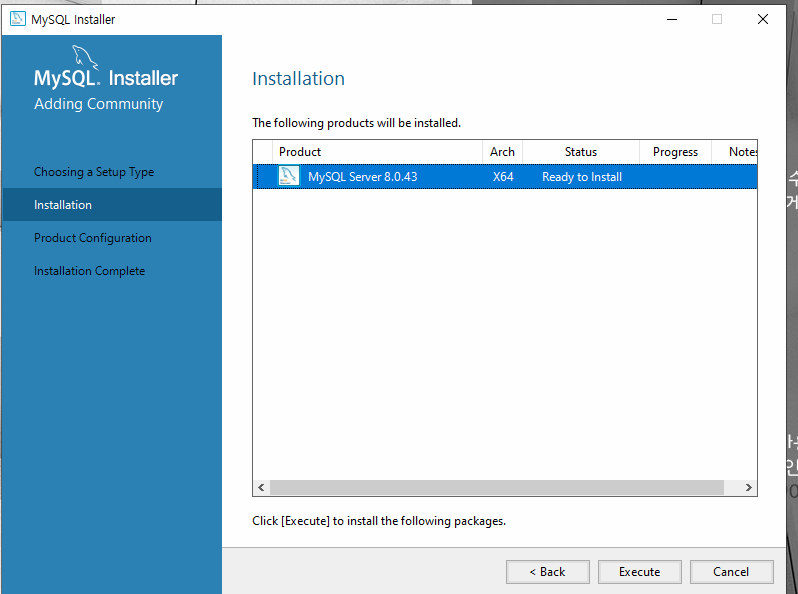 MySQL Installer
MySQL. Installer
Adding Community
Choosing a Setup Type
Installation
Product Configuration
Installation Complete
Installation
The following products will be installed.
Product Arch Status Progress Notes
MySQL Server 8.0.43 X64 Ready to Install
Click [Execute] to install the following packages.
< Back Execute Cancel